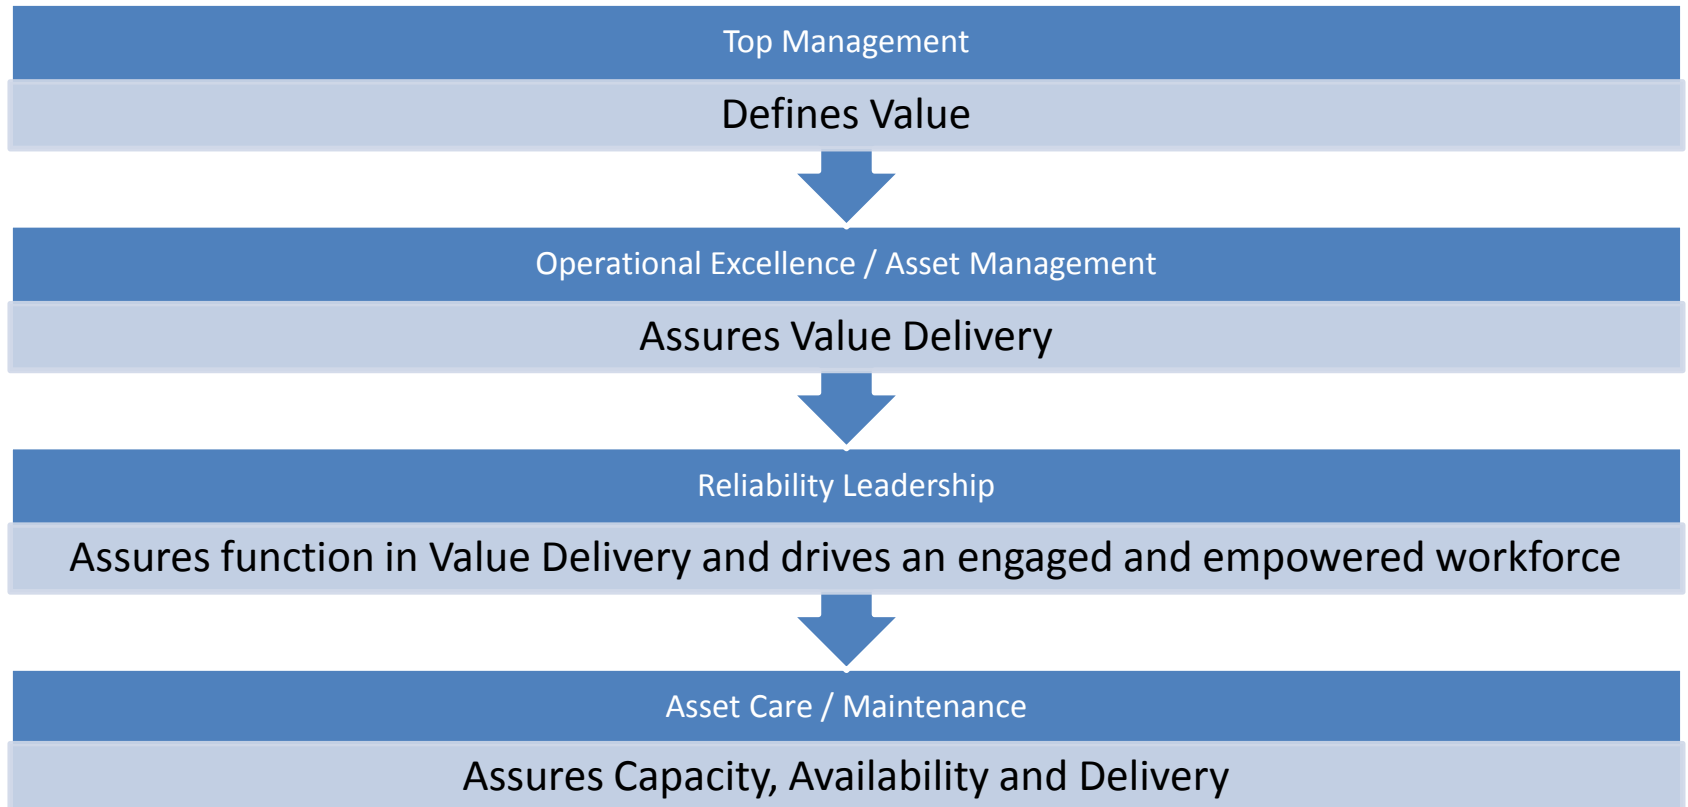 Top Management
Defines Value
Operational Excellence / Asset Management
Assures Value Delivery
Reliability Leadership
Assures function in Value Delivery and drives an engaged and empowered workforce
Asset Care / Maintenance
Assures Capacity, Availability and Delivery